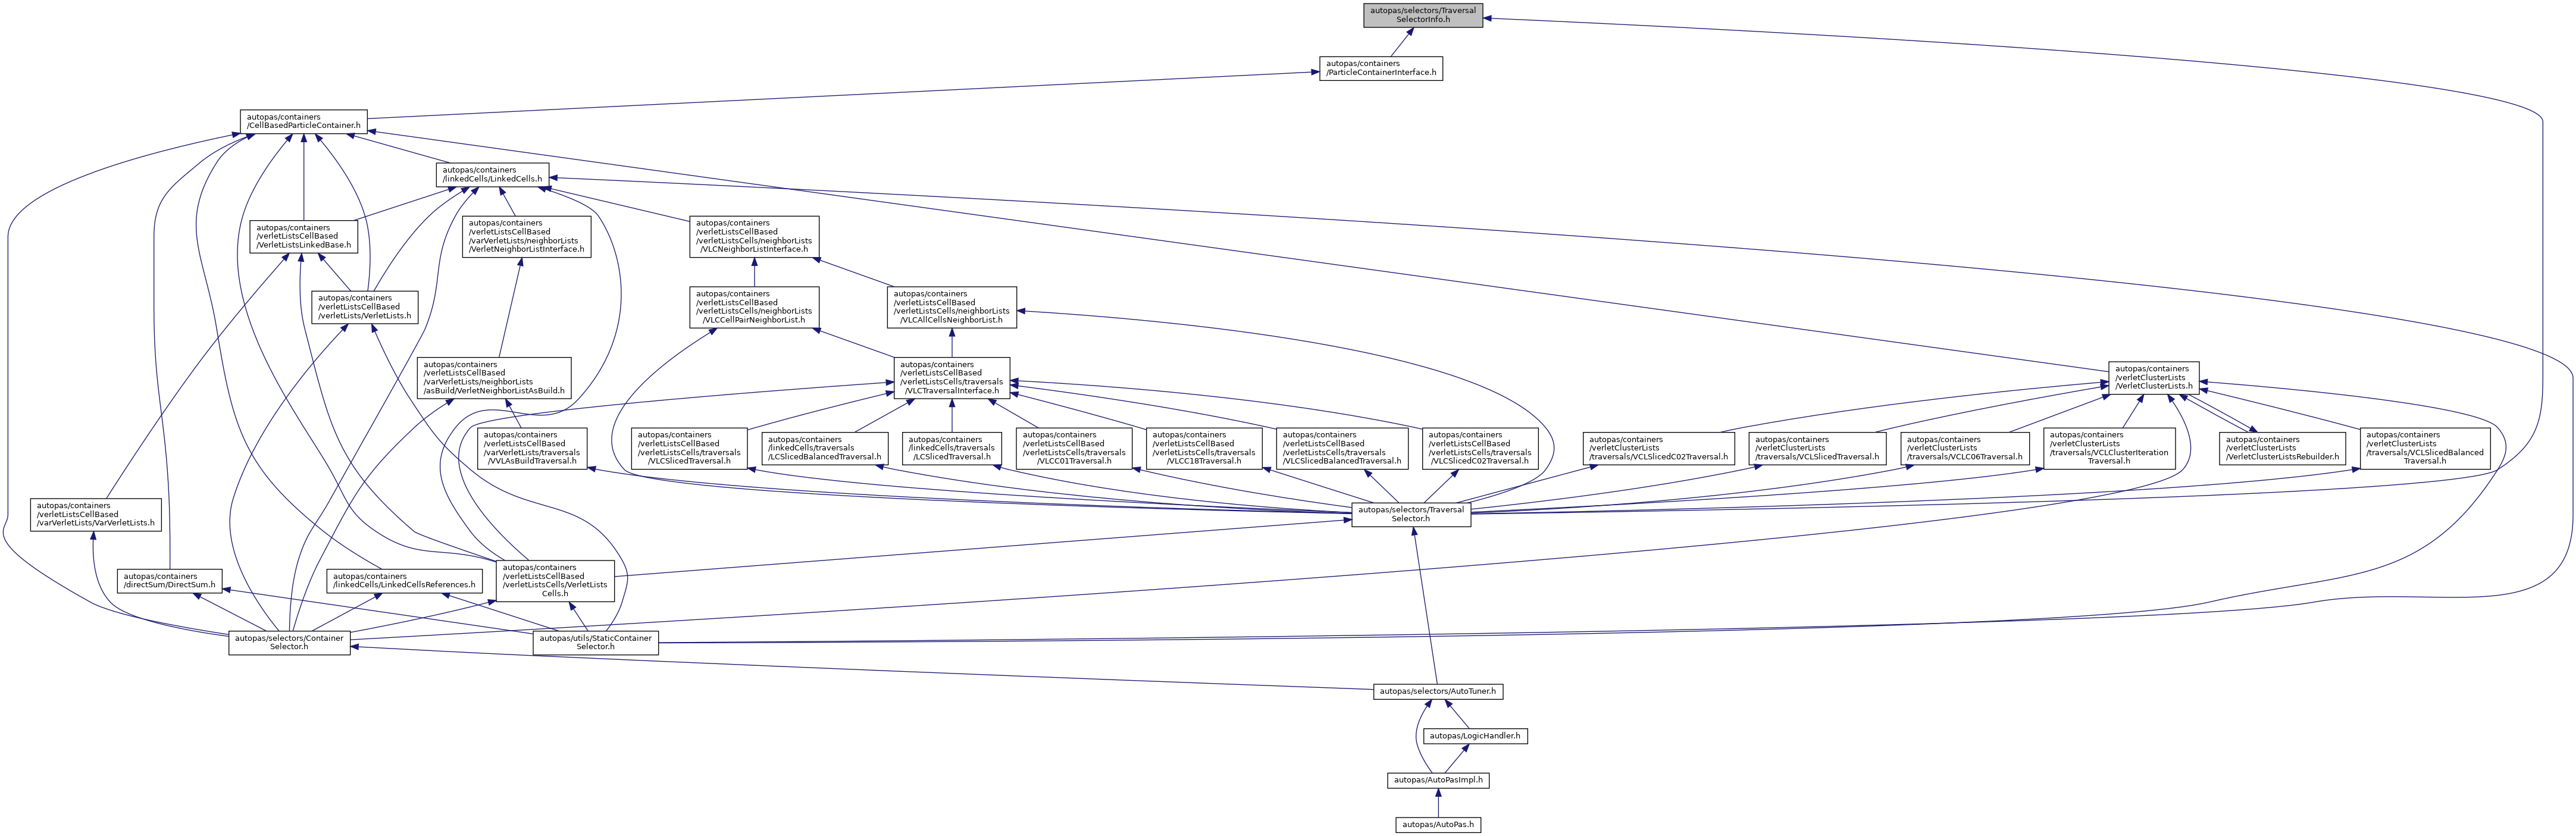 autopas/selectors/Traversal
SelectorInfo.h
autopas/containers
/ParticleContainerInterface.h
autopas/containers
/CellBasedParticleContainer.h
autopas/containers
/linkedCells/LinkedCells.h
autopas/containers
/verletListsCellBased
/VerletListsLinkedBase.h
autopas/containers
/verletListsCellBased
/varVerletLists/neighborLists
/VerletNeighborListInterface.h
autopas/containers
/verletListsCellBased
/verletListsCells/neighborLists
/VLCNeighborListInterface.h
autopas/containers
/verletListsCellBased
/verletLists/VerletLists.h
autopas/containers
/verletListsCellBased
/verletListsCells/neighborLists
/VLCCellPairNeighborList.h
autopas/containers
/verletListsCellBased
/verletListsCells/neighborLists
/VLCAllCellsNeighborList.h
autopas/containers
/verletListsCellBased
/varVerletLists/neighborLists
/asBuild/VerletNeighborListAsBuild.h
autopas/containers
/verletListsCellBased
/verletListsCells/traversals
/VLCTraversalInterface.h
autopas/containers
/verletClusterLists
/VerletClusterLists.h
autopas/containers
/verletListsCellBased
/varVerletLists/traversals
/VVLAsBuildTraversal.h
autopas/containers
/verletListsCellBased
/verletListsCells/traversals
/VLCSlicedTraversal.h
autopas/containers
/linkedCells/traversals
/LCSlicedBalancedTraversal.h
autopas/containers
/linkedCells/traversals
/LCSlicedTraversal.h
autopas/containers
/verletListsCellBased
/verletListsCells/traversals
/VLCC01Traversal.h
autopas/containers
/verletListsCellBased
/verletListsCells/traversals
/VLCC18Traversal.h
autopas/containers
/verletListsCellBased
/verletListsCells/traversals
/VLCSlicedBalancedTraversal.h
autopas/containers
/verletListsCellBased
/verletListsCells/traversals
/VLCSlicedC02Traversal.h
autopas/containers
/verletClusterLists
/traversals/VCLSlicedC02Traversal.h
autopas/containers
/verletClusterLists
/traversals/VCLSlicedTraversal.h
autopas/containers
/verletClusterLists
/traversals/VCLC06Traversal.h
autopas/containers
/verletClusterLists
/traversals/VCLClusterIteration
Traversal.h
autopas/containers
/verletClusterLists
/VerletClusterListsRebuilder.h
autopas/containers
/verletClusterLists
/traversals/VCLSlicedBalanced
Traversal.h
autopas/containers
/verletListsCellBased
/varVerletLists/VarVerletLists.h
autopas/selectors/Traversal
Selector.h
autopas/containers
/directSum/DirectSum.h
autopas/containers
/linkedCells/LinkedCellsReferences.h
autopas/containers
/verletListsCellBased
/verletListsCells/VerletLists
Cells.h
autopas/selectors/Container
Selector.h
autopas/utils/StaticContainer
Selector.h
autopas/selectors/AutoTuner.h
autopas/LogicHandler.h
autopas/AutoPasImpl.h
autopas/AutoPas.h